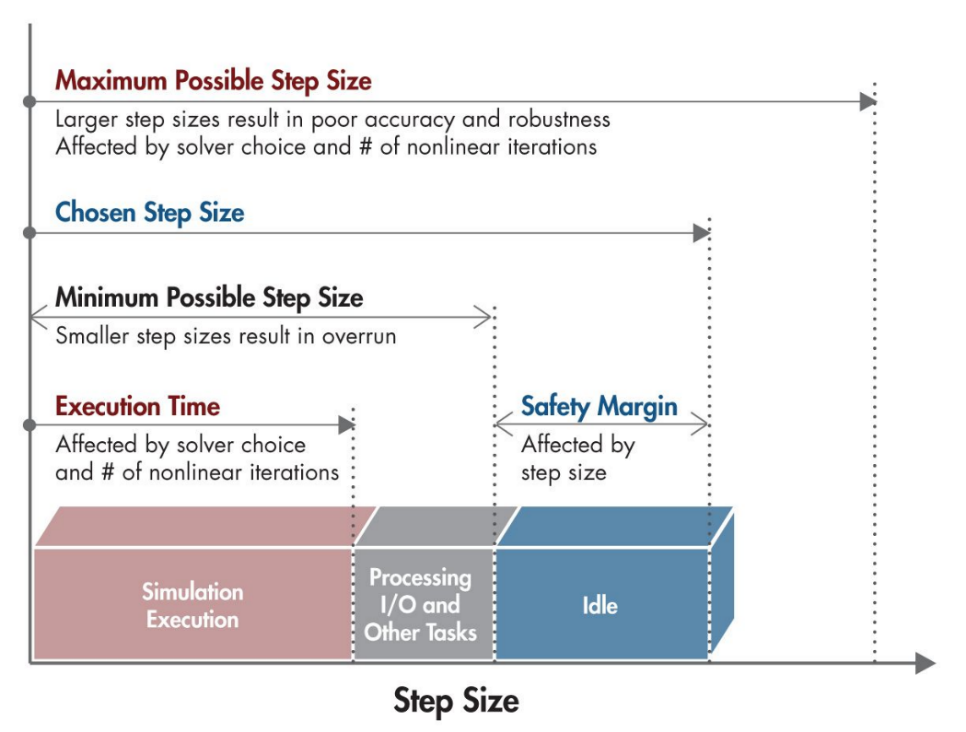 Maximum Possible Step Size
Larger step sizes result in poor accuracy and robustness
Affected by solver choice and # of nonlinear iterations
Chosen Step Size
Minimum Possible Step Size
Smaller step sizes result in overrun
Execution Time
Affected by solver choice
and # of nonlinear iterations
Safety Margin
Affected by
step size
Simulation
Execution
Processing
I/O and
Other Tasks
Idle
Step Size